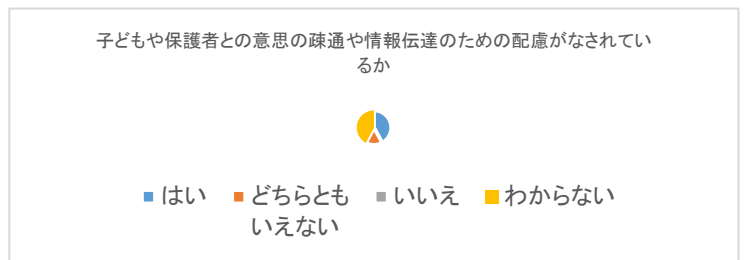 子どもや保護者との意思の疎通や情報伝達のための配慮がなされてい
るか
はい どちらとも いいえ わからない
いえない